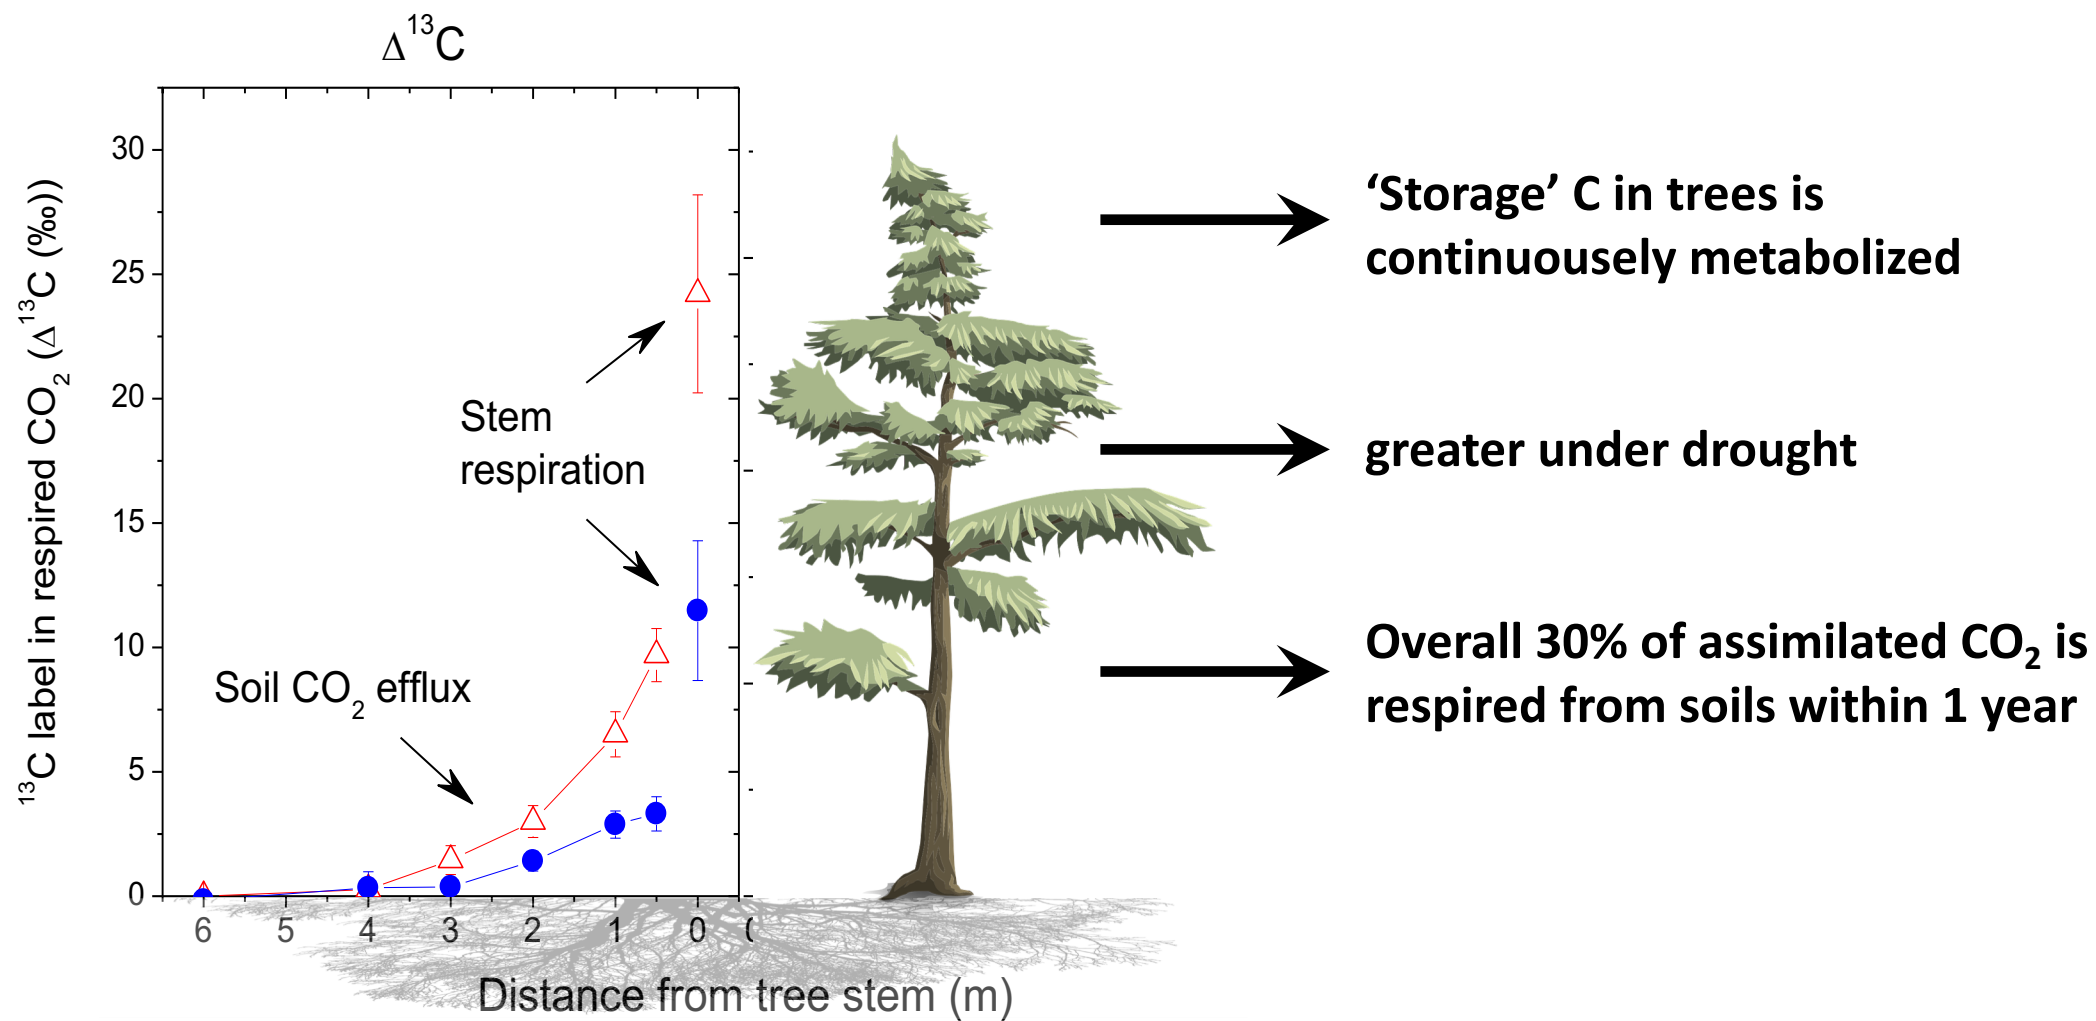 Δ¹³C
¹³C label in respired CO₂ (Δ¹³C (‰))
30
25
20
15
10
5
0
Stem
respiration
Soil CO₂ efflux
6 5 4 3 2 1 0
Distance from tree stem (m)
‘Storage’ C in trees is
continuousely metabolized
greater under drought
Overall 30% of assimilated CO₂ is
respired from soils within 1 year